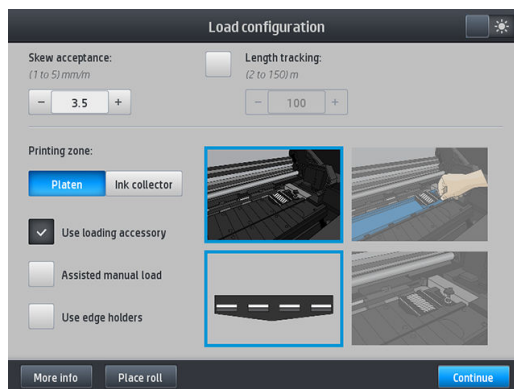 Load configuration
Skew acceptance:
(1 to 5) mm/m
− 3.5 +
Length tracking:
(2 to 150) m
− 100 +
Printing zone:
Platen
Ink collector
Use loading accessory
Assisted manual load
Use edge holders
More info
Place roll
Continue